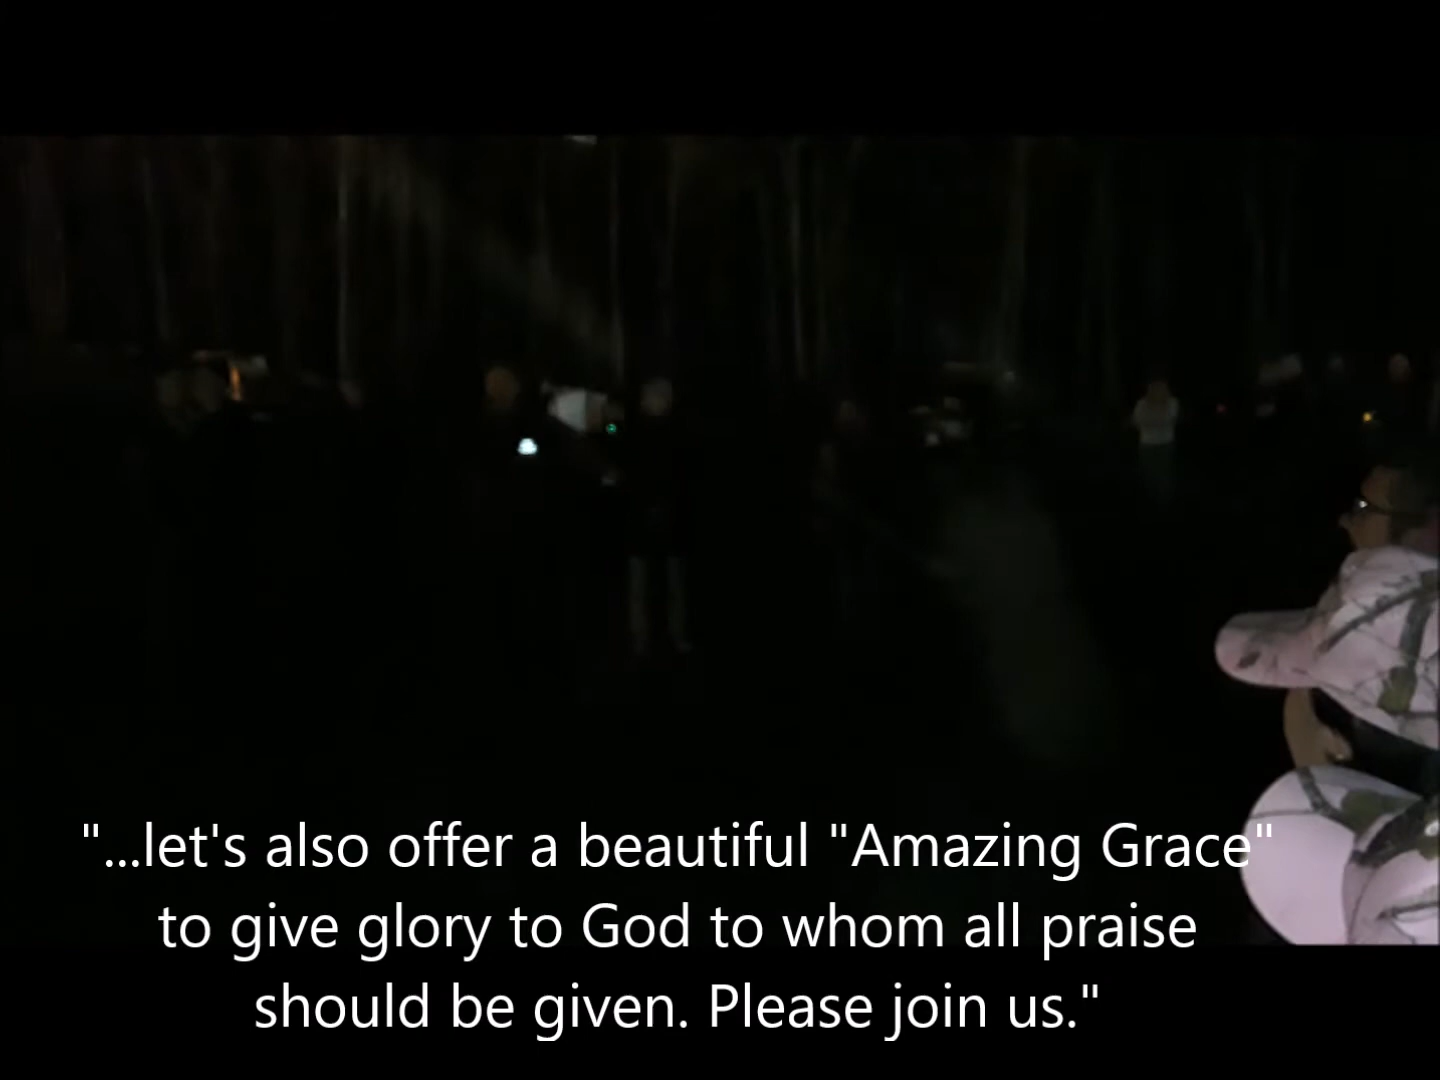 "...let's also offer a beautiful "Amazing Grace"
to give glory to God to whom all praise
should be given. Please join us."